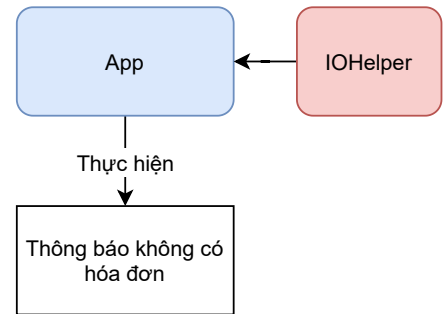 App
IOHelper
Thực hiện
Thông báo không có
hóa đơn